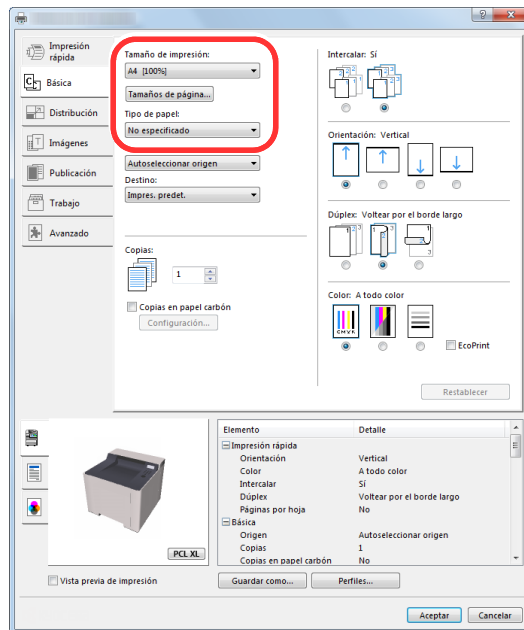 Impresión
rápida
Básica
Distribución
Imágenes
Publicación
Trabajo
Avanzado
Tamaño de impresión:
A4 [100%]
Tamaños de página...
Tipo de papel:
No especificado
Autoseleccionar origen
Destino:
Impres. predet.
Copias:
1
Copias en papel carbón
Configuración...
Intercalar: Sí
Orientación: Vertical
Dúplex: Voltear por el borde largo
Color: A todo color
CMYK
EcoPrint
Restablecer
Elemento Detalle
Impresión rápida
Orientación Vertical
Color A todo color
Intercalar Sí
Dúplex Voltear por el borde largo
Páginas por hoja No
Básica
Origen Autoseleccionar origen
Copias 1
Copias en papel carbón No
PCL XL
Vista previa de impresión
Guardar como... Perfiles...
Aceptar Cancelar